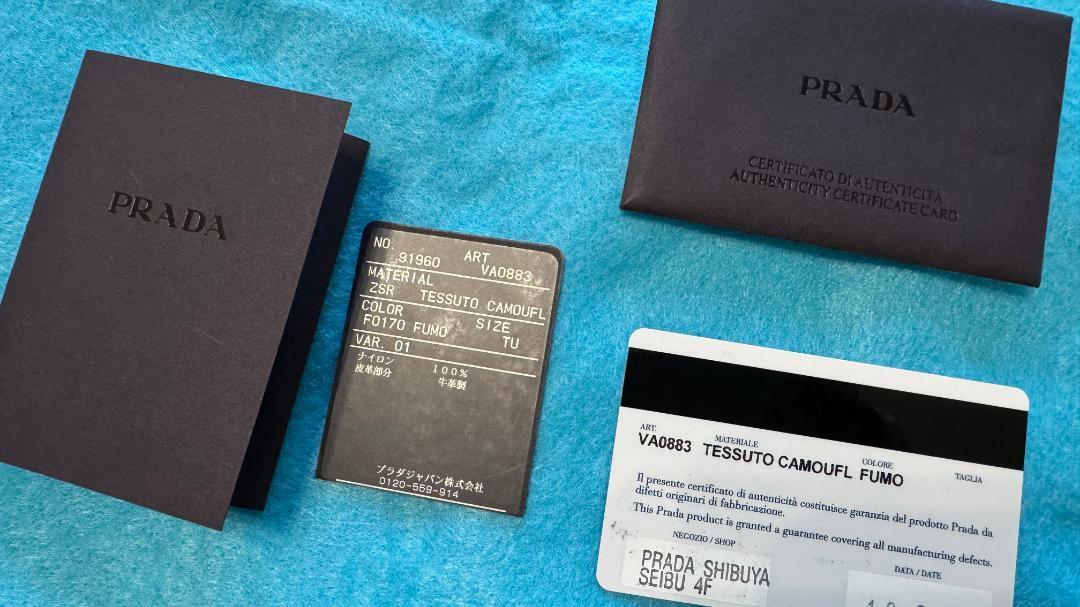 PRADA
PRADA
CERTIFICATO DI AUTENTICITÀ
AUTHENTICITY CERTIFICATE CARD
NO. ART
91960 VA0883
MATERIAL
ZSR TESSUTO CAMOUFL
COLOR SIZE
F0170 FUMO TU
VAR. 01
ナイロン 100%
皮革部分 牛革製
プラダジャパン株式会社
0120-559-914
ART. MATERIALE COLORE TAGLIA
VA0883 TESSUTO CAMOUFL FUMO
Il presente certificato di autenticità costituisce garanzia del prodotto Prada da
difetti originari di fabbricazione.
This Prada product is granted a guarantee covering all manufacturing defects.
NEGOZIO / SHOP DATA / DATE
PRADA SHIBUYA
SEIBU 4F